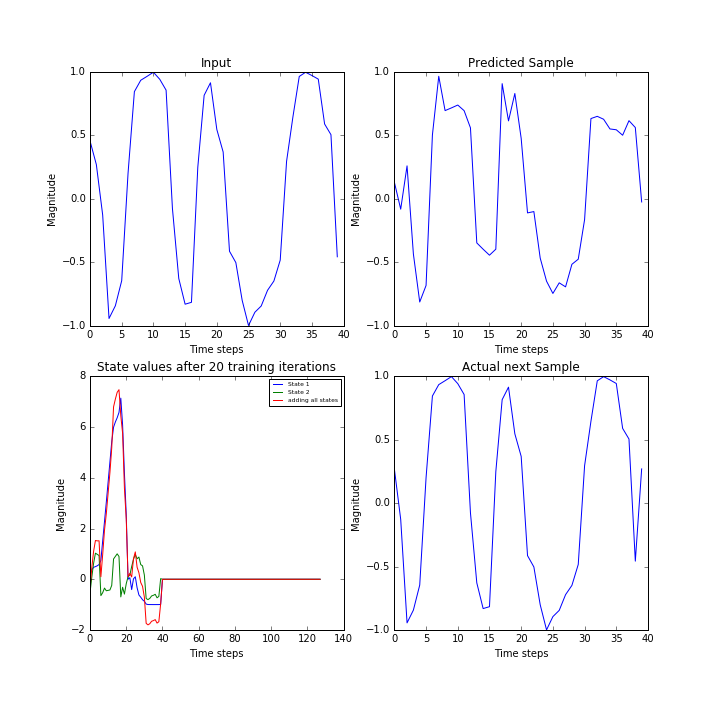 Input
Magnitude
1.0
0.5
0.0
−0.5
−1.0
0 5 10 15 20 25 30 35 40
Time steps
Predicted Sample
Magnitude
1.0
0.5
0.0
−0.5
−1.0
0 5 10 15 20 25 30 35 40
Time steps
State values after 20 training iterations
Magnitude
8
6
4
2
0
−2
0 20 40 60 80 100 120 140
Time steps
State 1
State 2
adding all states
Actual next Sample
Magnitude
1.0
0.5
0.0
−0.5
−1.0
0 5 10 15 20 25 30 35 40
Time steps